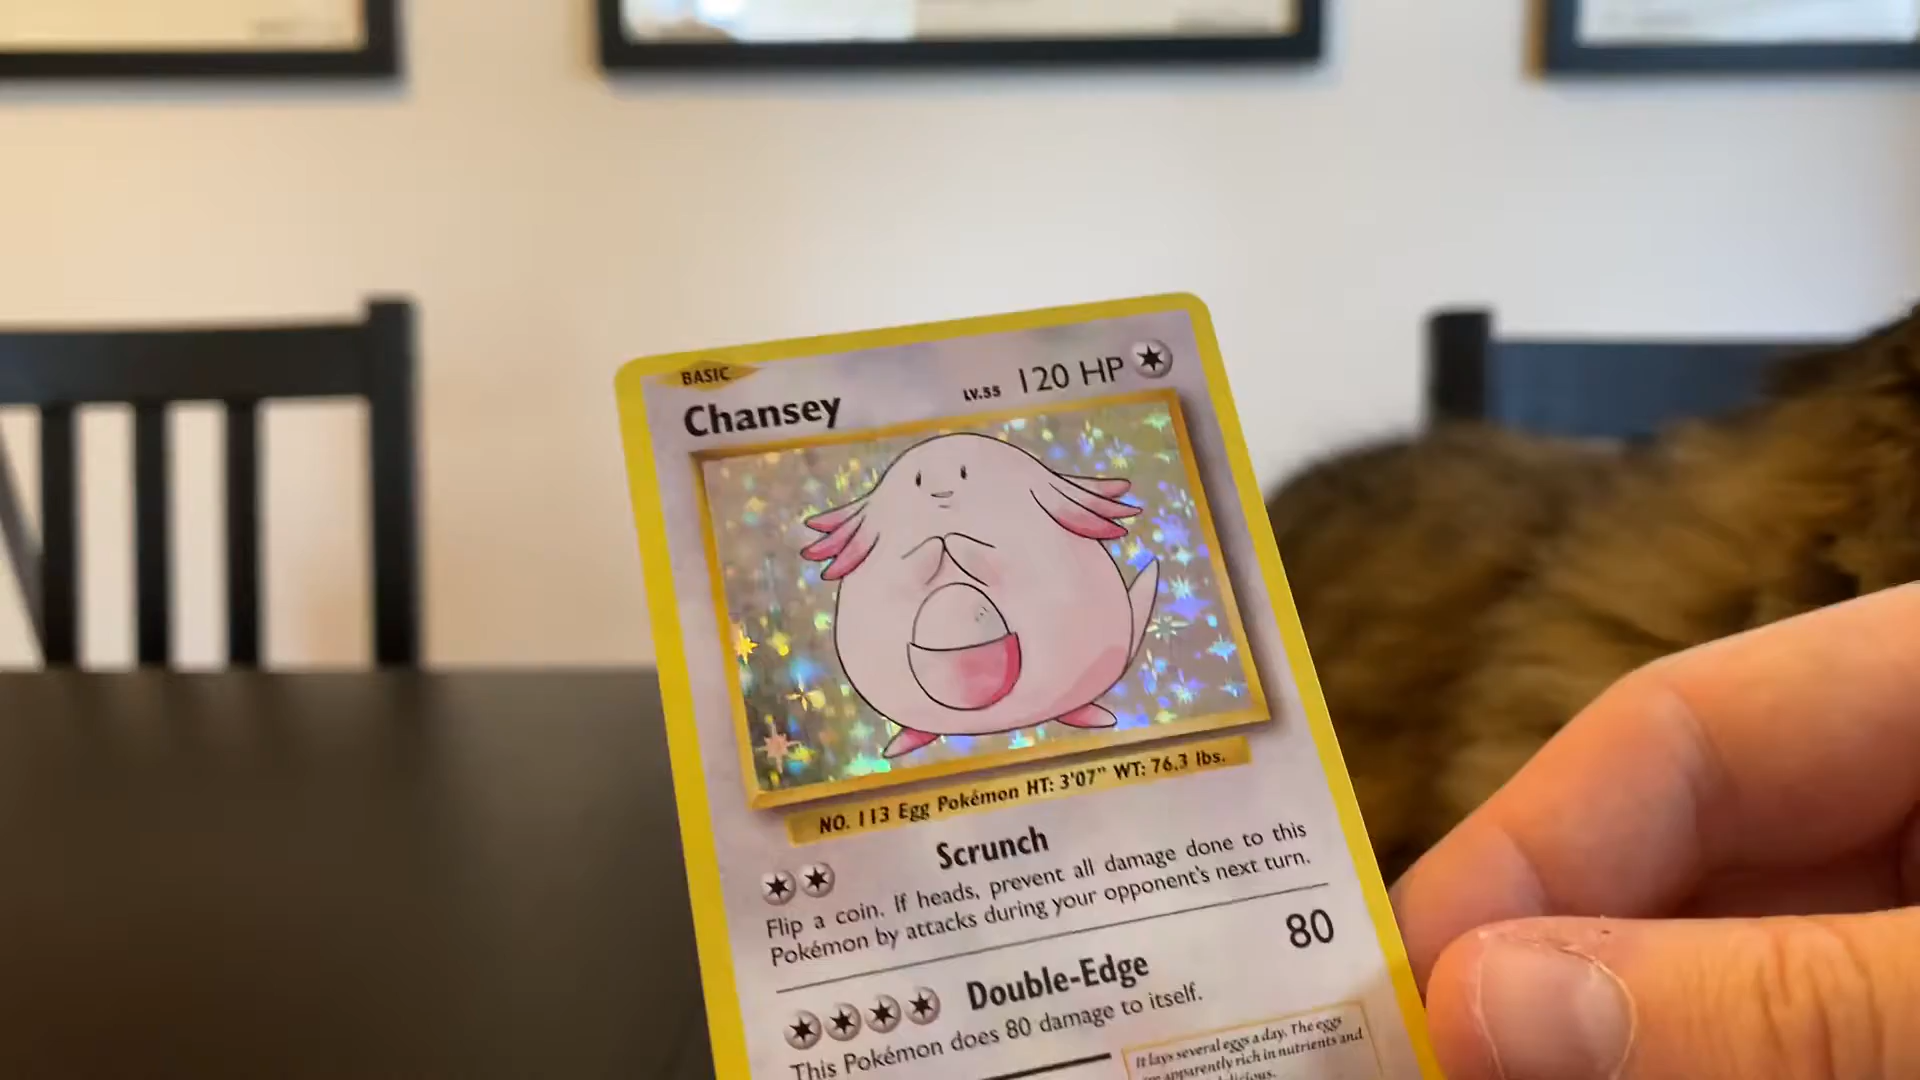 BASIC
Chansey LV.55 120 HP
NO. 113 Egg Pokémon HT: 3'07" WT: 76.3 lbs.
Scrunch
Flip a coin. If heads, prevent all damage done to this
Pokémon by attacks during your opponent's next turn.
Double-Edge 80
This Pokémon does 80 damage to itself.
It lays several eggs a day. The eggs
apparently rich in nutrients and